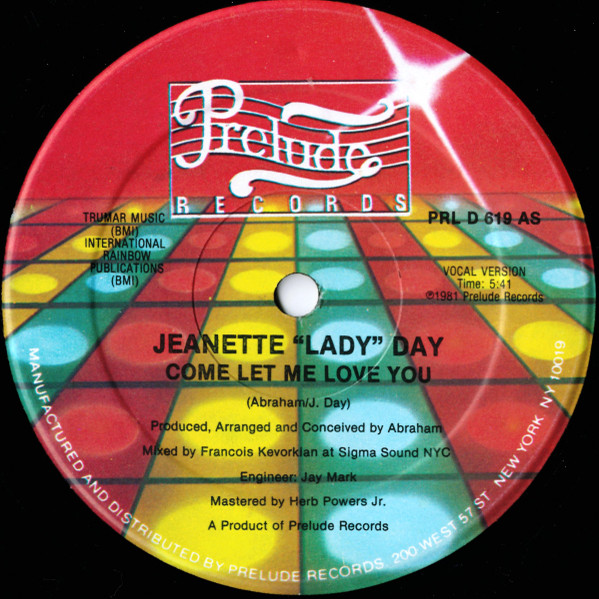 Prelude
RECORDS
TRUMAR MUSIC
(BMI)
INTERNATIONAL
RAINBOW
PUBLICATIONS
(BMI)
PRL D 619 AS
VOCAL VERSION
Time: 5:41
℗1981 Prelude Records
JEANETTE "LADY" DAY
COME LET ME LOVE YOU
(Abraham/J. Day)
Produced, Arranged and Conceived by Abraham
Mixed by Francois Kevorkian at Sigma Sound NYC
Engineer: Jay Mark
Mastered by Herb Powers Jr.
A Product of Prelude Records
MANUFACTURED AND DISTRIBUTED BY PRELUDE RECORDS, 200 WEST 57 ST. NEW YORK, NY 10019